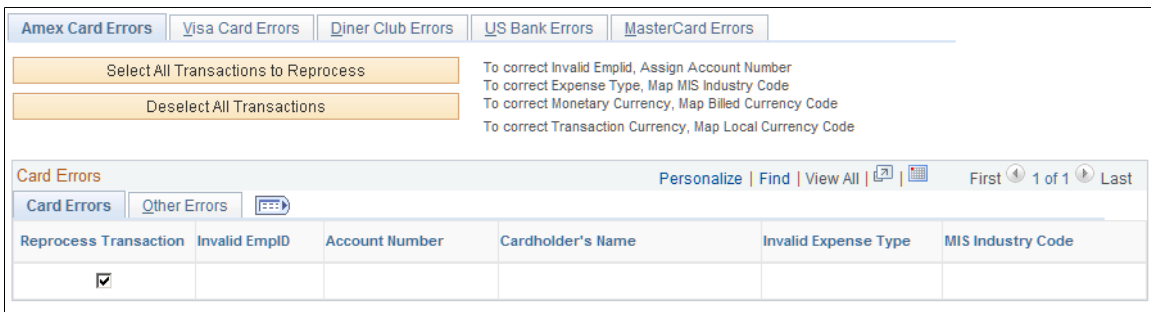 Amex Card Errors Visa Card Errors Diner Club Errors US Bank Errors MasterCard Errors
Select All Transactions to Reprocess
Deselect All Transactions
To correct Invalid Emplid, Assign Account Number
To correct Expense Type, Map MIS Industry Code
To correct Monetary Currency, Map Billed Currency Code
To correct Transaction Currency, Map Local Currency Code
Card Errors Personalize | Find | View All | | First 1 of 1 Last
Card Errors Other Errors
Reprocess Transaction Invalid EmpID Account Number Cardholder's Name Invalid Expense Type MIS Industry Code